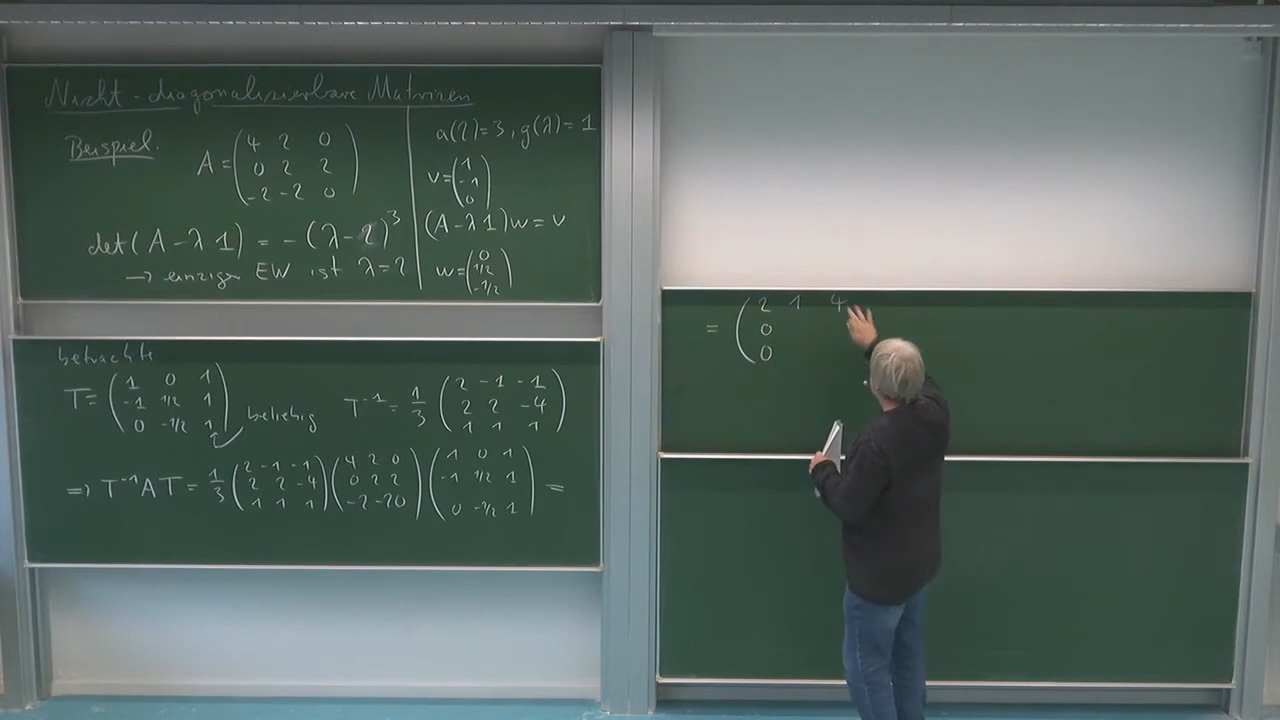 Nicht-diagonalisierbare Matrizen
Beispiel.
A = ( 4 2 0
0 2 2
-2 -2 0 )
det(A - λ1) = -(λ-2)³
→ einziger EW ist λ=2
a(2)=3, g(λ)=1
v = ( 1
-1
0 )
(A-λ1)w = v
w = ( 0
1/2
-1/2 )
betrachte
T = ( 1 0 1
-1 1/2 1
0 -1/2 1 )
beliebig
T⁻¹ = 1/3 ( 2 -1 -1
2 2 -4
1 1 1 )
⇒ T⁻¹AT = 1/3 ( 2 -1 -1
2 2 -4
1 1 1 ) ( 4 2 0
0 2 2
-2 -2 0 ) ( 1 0 1
-1 1/2 1
0 -1/2 1 ) =
= ( 2 1 4
0
0